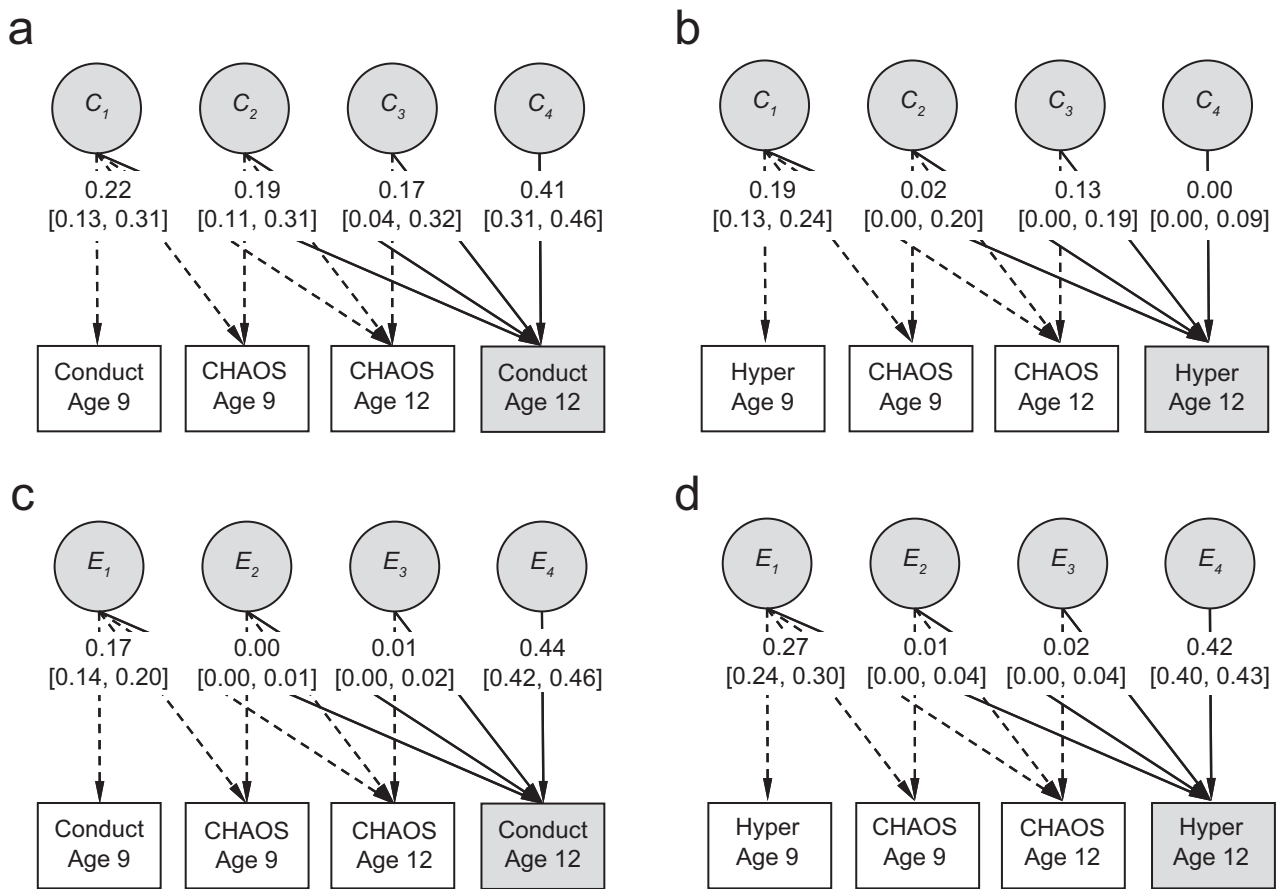 a
C1 C2 C3 C4
0.22 0.19 0.17 0.41
[0.13, 0.31] [0.11, 0.31] [0.04, 0.32] [0.31, 0.46]
Conduct CHAOS CHAOS Conduct
Age 9 Age 9 Age 12 Age 12
b
C1 C2 C3 C4
0.19 0.02 0.13 0.00
[0.13, 0.24] [0.00, 0.20] [0.00, 0.19] [0.00, 0.09]
Hyper CHAOS CHAOS Hyper
Age 9 Age 9 Age 12 Age 12
c
E1 E2 E3 E4
0.17 0.00 0.01 0.44
[0.14, 0.20] [0.00, 0.01] [0.00, 0.02] [0.42, 0.46]
Conduct CHAOS CHAOS Conduct
Age 9 Age 9 Age 12 Age 12
d
E1 E2 E3 E4
0.27 0.01 0.02 0.42
[0.24, 0.30] [0.00, 0.04] [0.00, 0.04] [0.40, 0.43]
Hyper CHAOS CHAOS Hyper
Age 9 Age 9 Age 12 Age 12